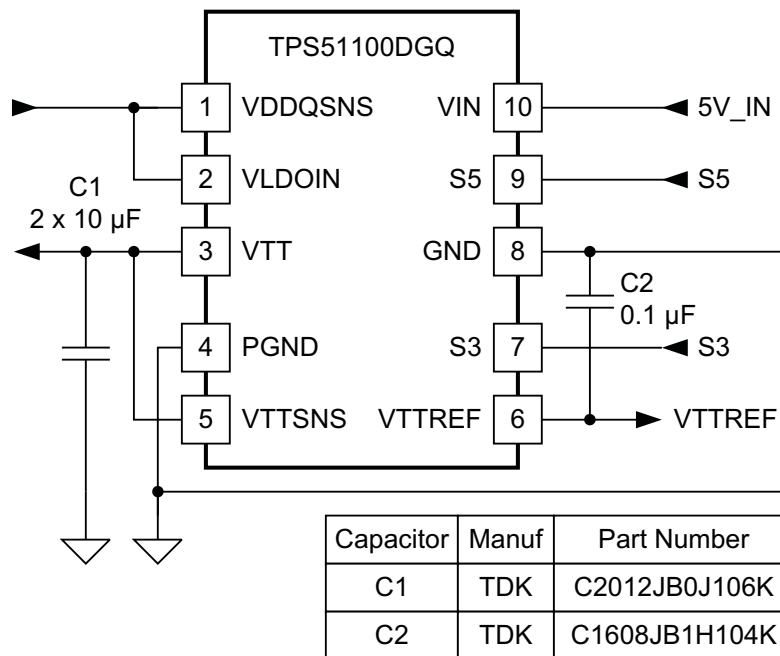 TPS51100DGQ
1 VDDQSNS VIN 10 5V_IN
2 VLDOIN S5 9 S5
C1
2 x 10 µF
3 VTT GND 8
C2
0.1 µF
4 PGND S3 7 S3
5 VTTSNS VTTREF 6 VTTREF
Capacitor Manuf Part Number
C1 TDK C2012JB0J106K
C2 TDK C1608JB1H104K